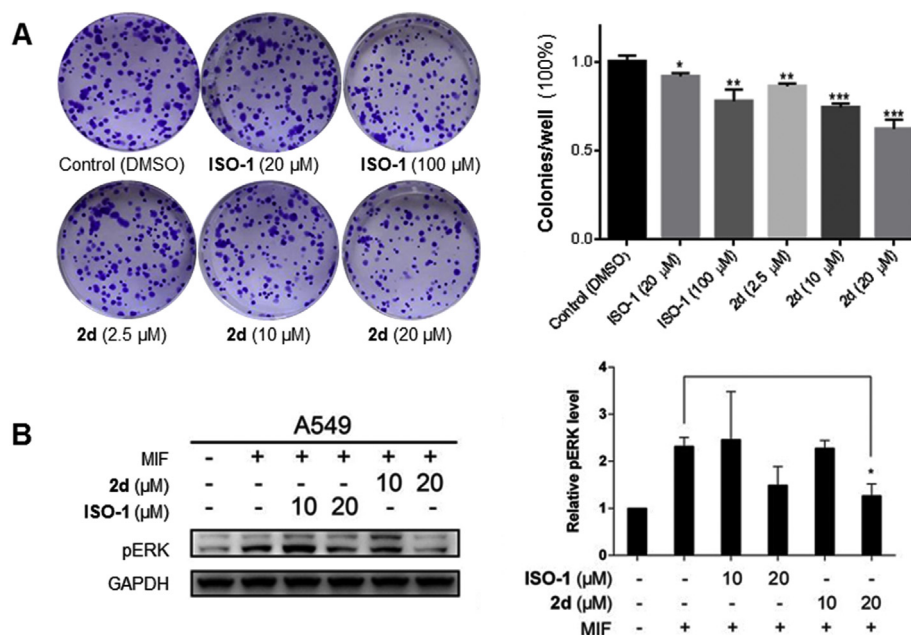 A
Control (DMSO) ISO-1 (20 µM) ISO-1 (100 µM)
2d (2.5 µM) 2d (10 µM) 2d (20 µM)
Colonies/well (100%)
1.0
0.5
0.0
* ** ** *** ***
Control (DMSO)
ISO-1 (20 µM)
ISO-1 (100 µM)
2d (2.5 µM)
2d (10 µM)
2d (20 µM)
B
A549
MIF - + + + + +
2d (µM) - - - - 10 20
ISO-1 (µM) - - 10 20 - -
pERK
GAPDH
Relative pERK level
4
3
2
1
0
*
ISO-1 (µM) - - 10 20 - -
2d (µM) - - - - 10 20
MIF - + + + + +